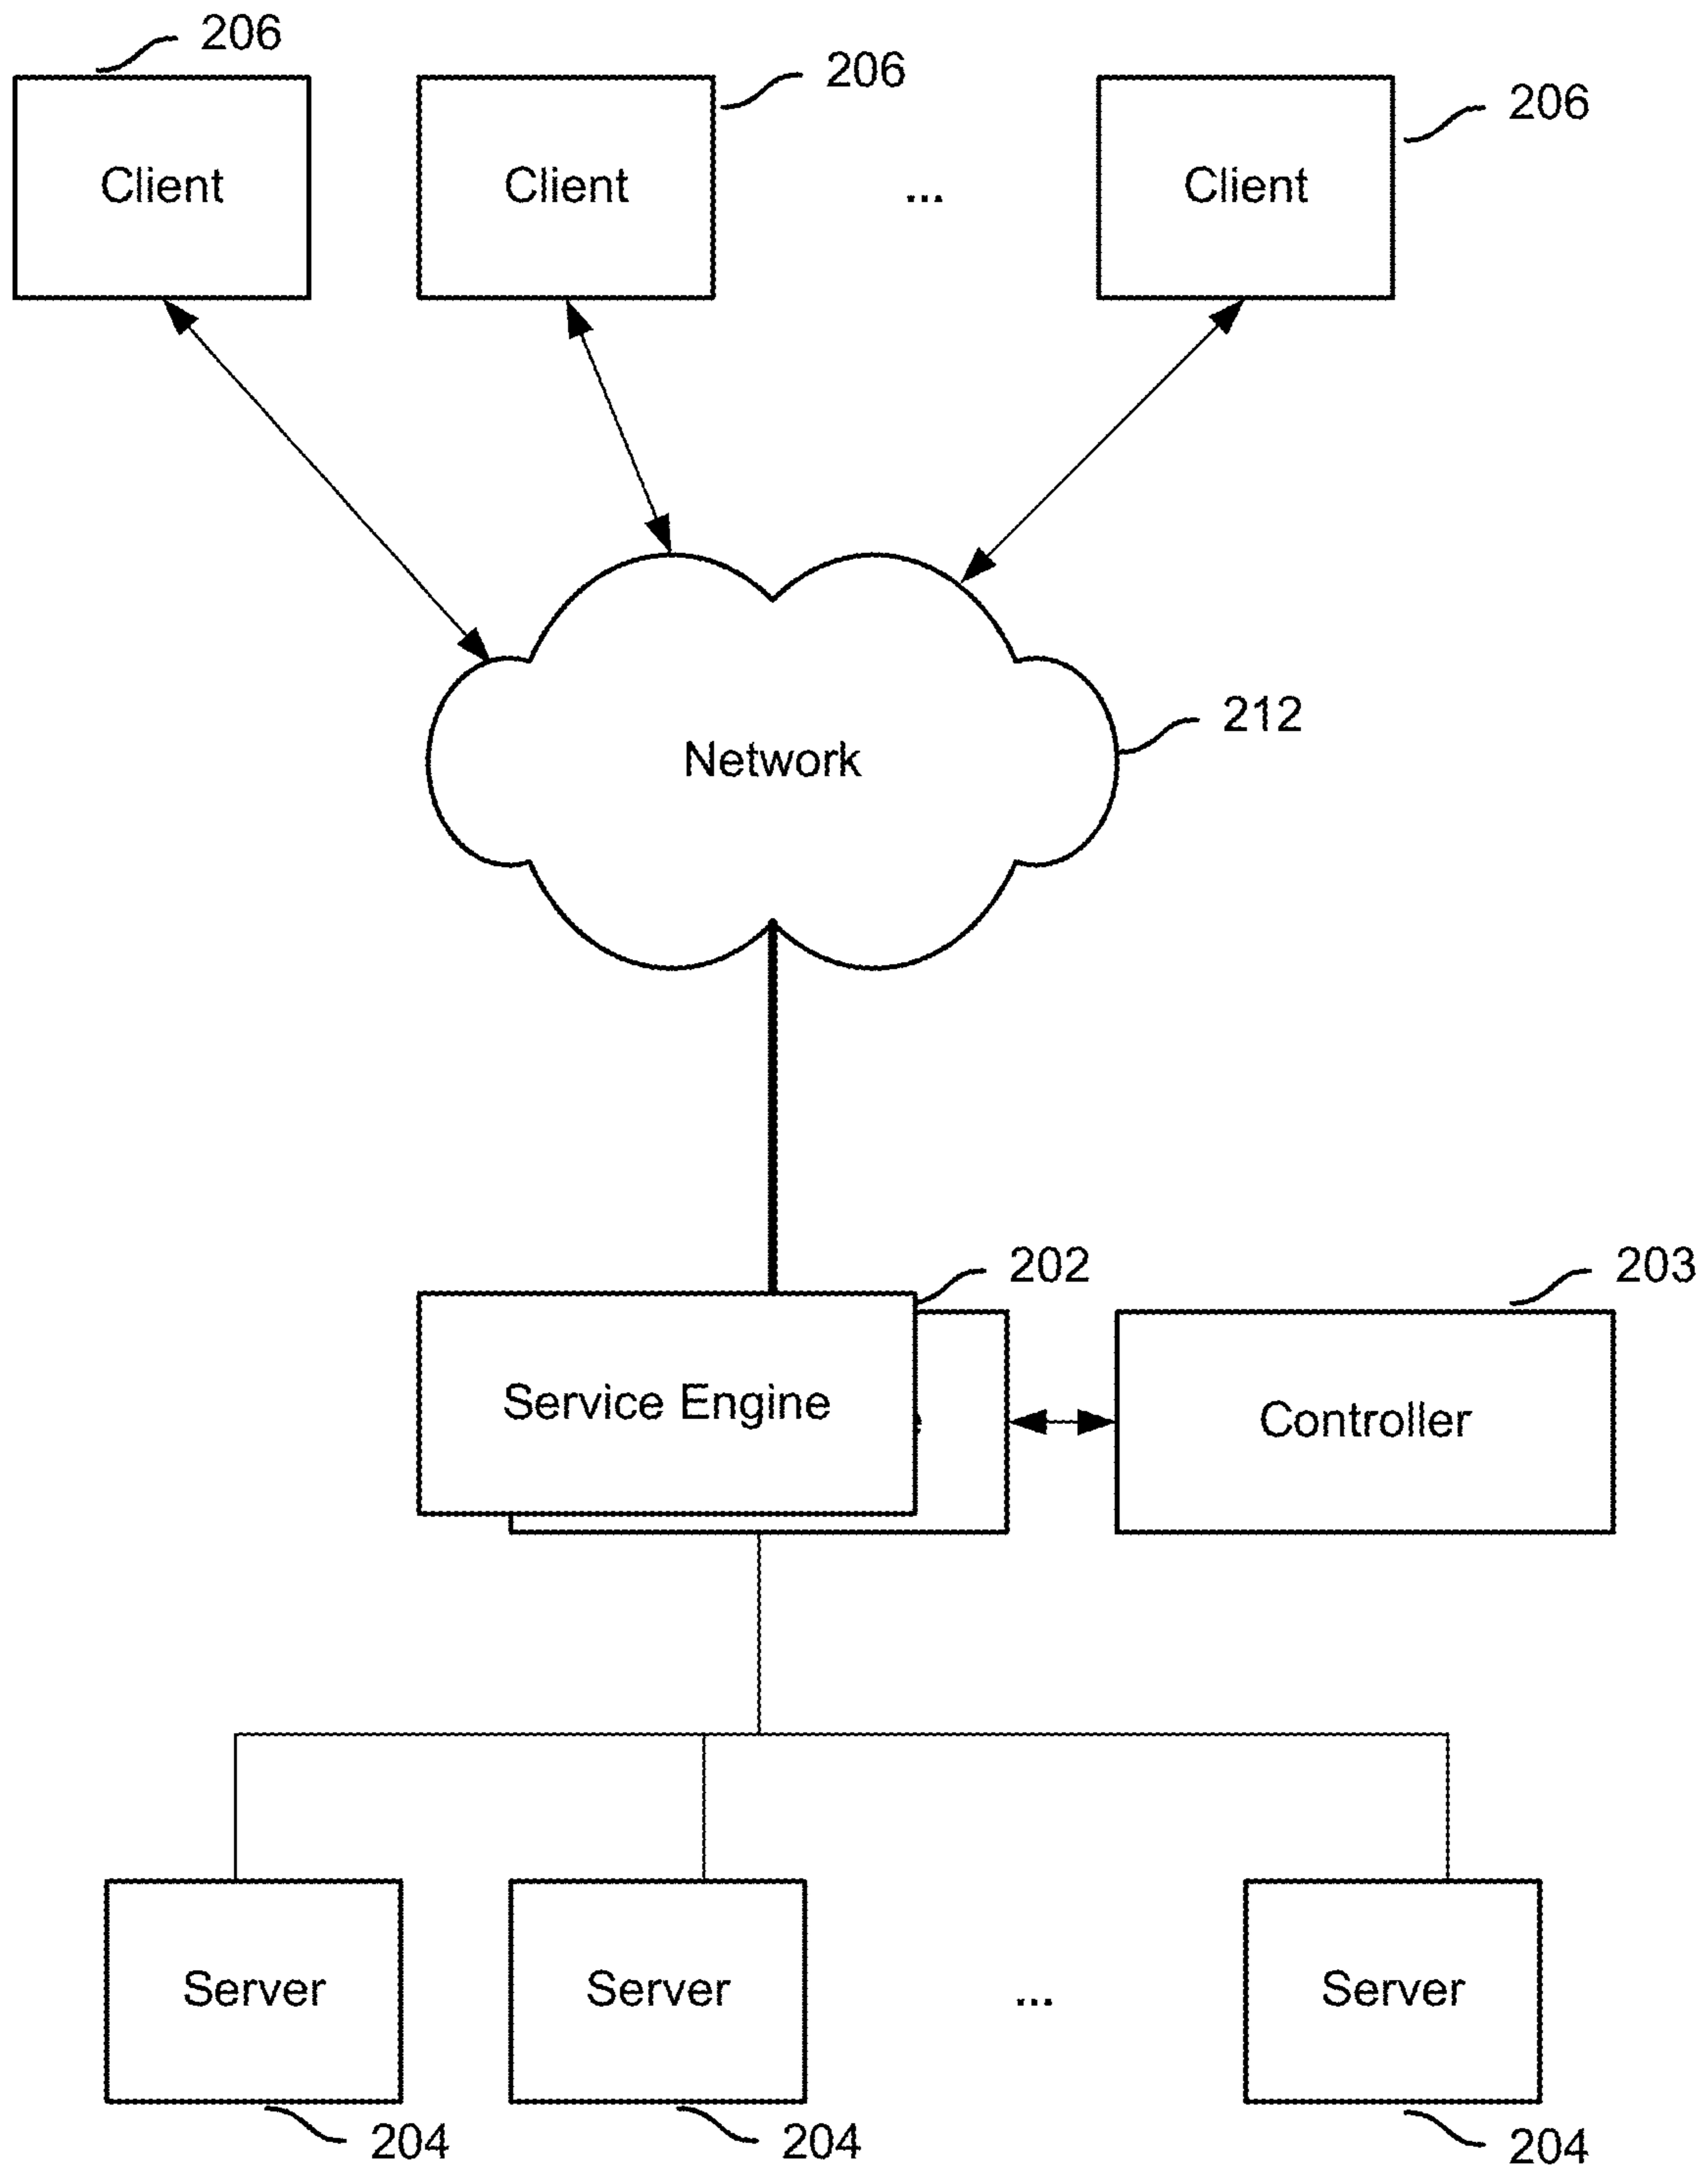 206
206
206
Client
Client
...
Client
212
Network
202
203
Service Engine
Controller
Server
Server
...
Server
204
204
204